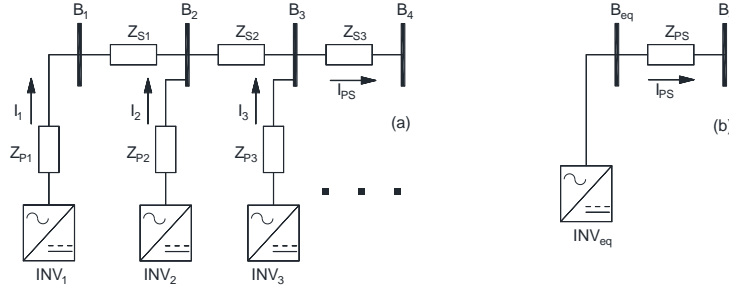 B1 B2 B3 B4 Beq B
ZS1 ZS2 ZS3 ZPS
IPS IPS
I1 I2 I3
(a) (b)
ZP1 ZP2 ZP3
INV1 INV2 INV3 INVeq